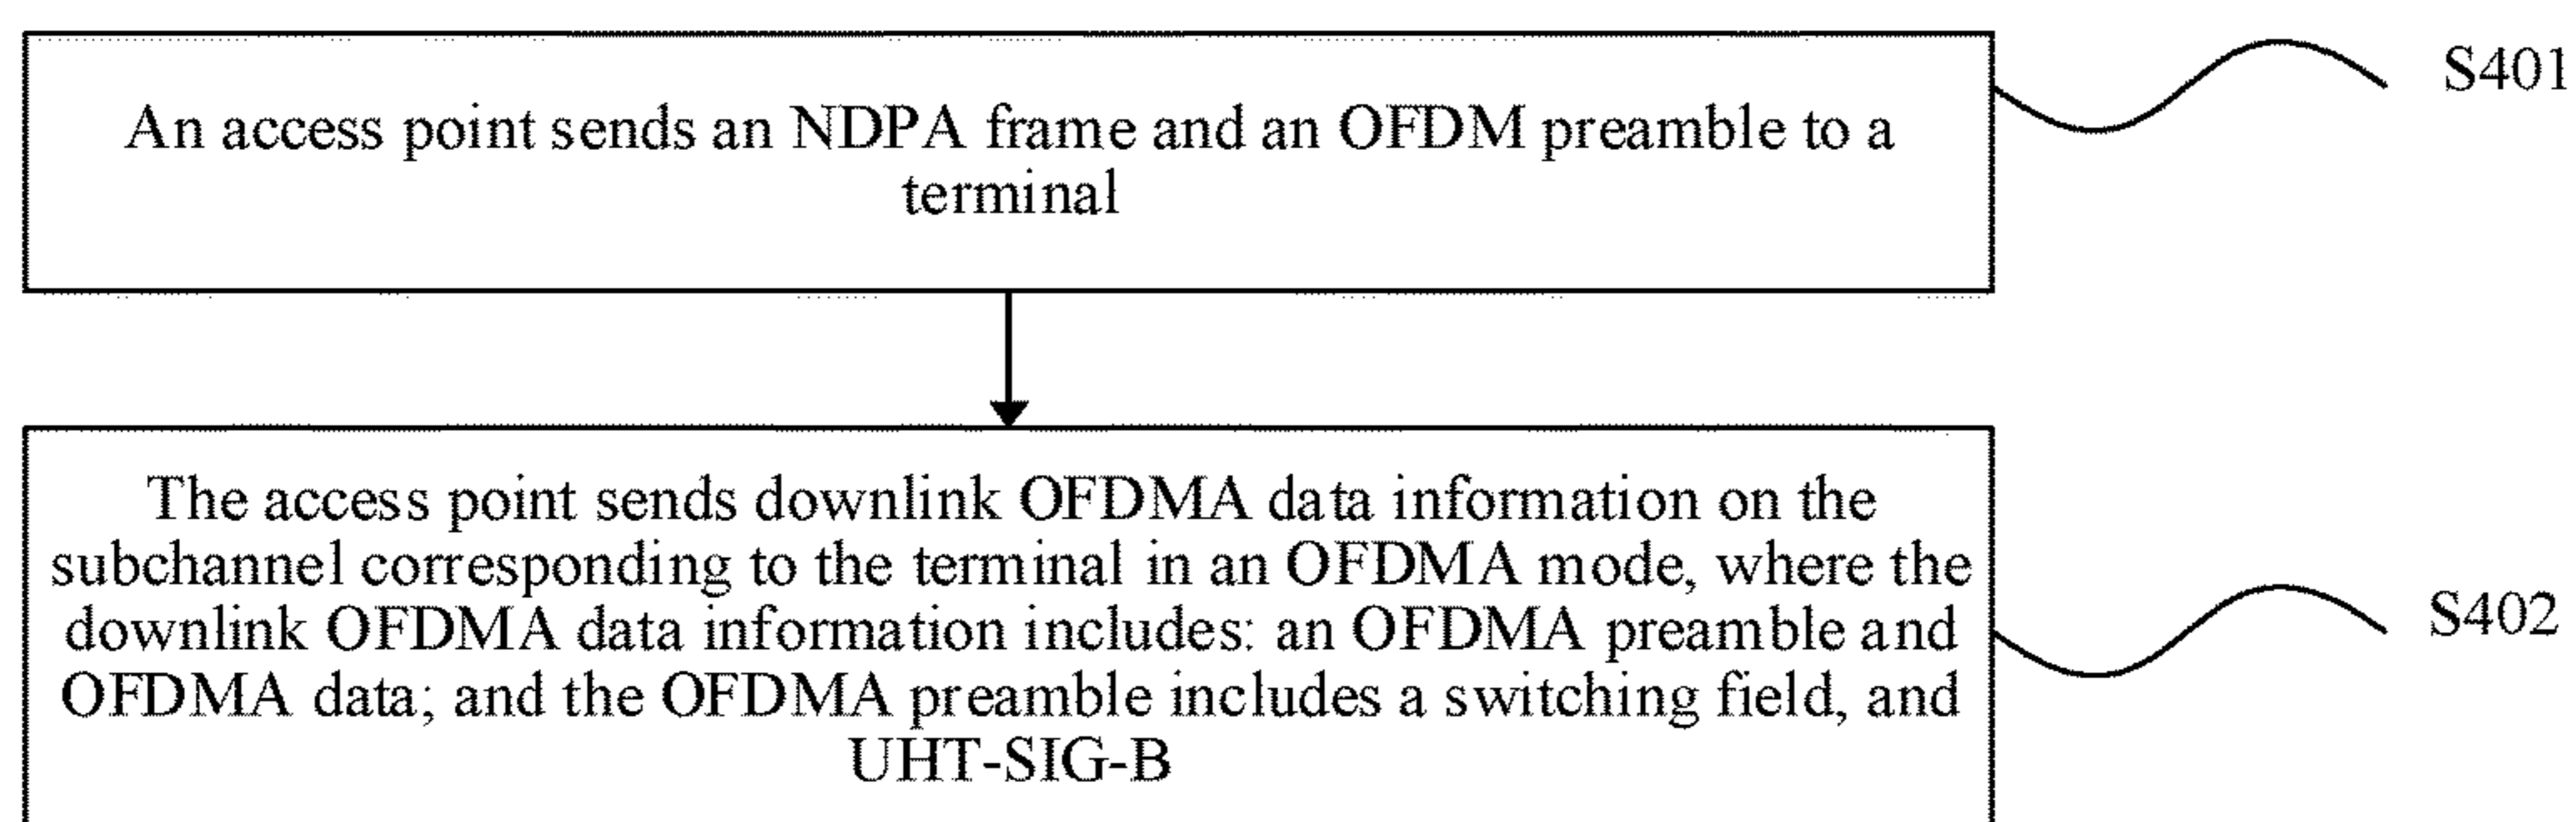 An access point sends an NDPA frame and an OFDM preamble to a
terminal
S401
The access point sends downlink OFDMA data information on the
subchannel corresponding to the terminal in an OFDMA mode, where the
downlink OFDMA data information includes: an OFDMA preamble and
OFDMA data; and the OFDMA preamble includes a switching field, and
UHT-SIG-B
S402